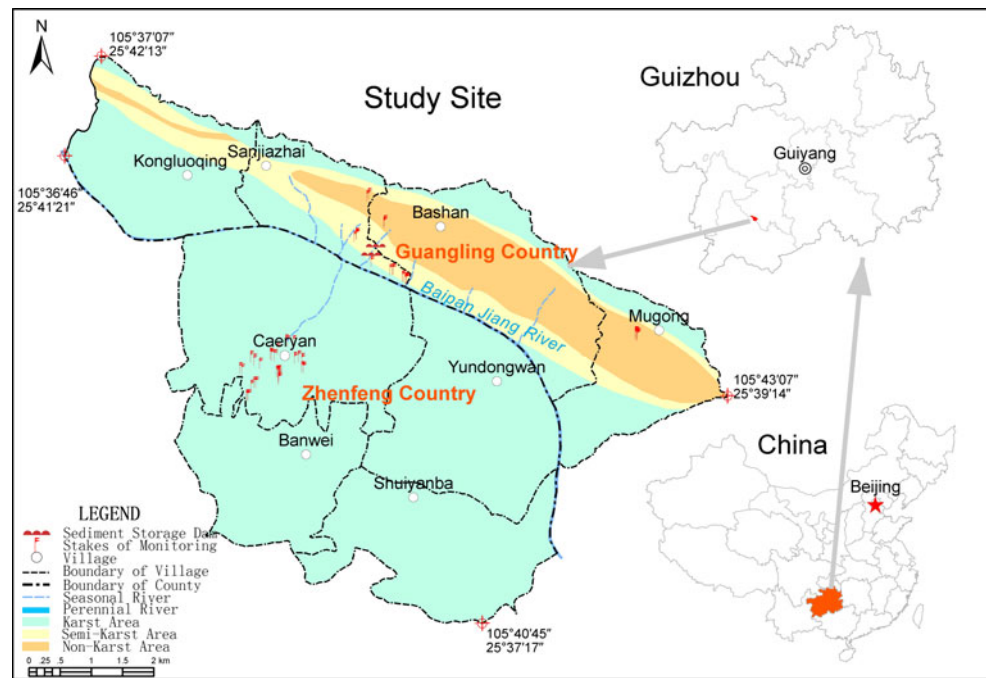 N
105°37'07"
25°42'13"
Study Site
Guizhou
Guiyang
Kongluoqing
Sanjiazhai
105°36'46"
25°41'21"
Bashan
Guangling Country
Baipan Jiang River
Mugong
Caeryan
Yundongwan
Zhenfeng Country
105°43'07"
25°39'14"
Banwei
Shuiyanba
China
Beijing
105°40'45"
25°37'17"
LEGEND
Sediment Storage Dam
Stakes of Monitoring
Village
Boundary of Village
Boundary of County
Seasonal River
Perennial River
Karst Area
Semi-Karst Area
Non-Karst Area
0 .25 .5 1 1.5 2 km